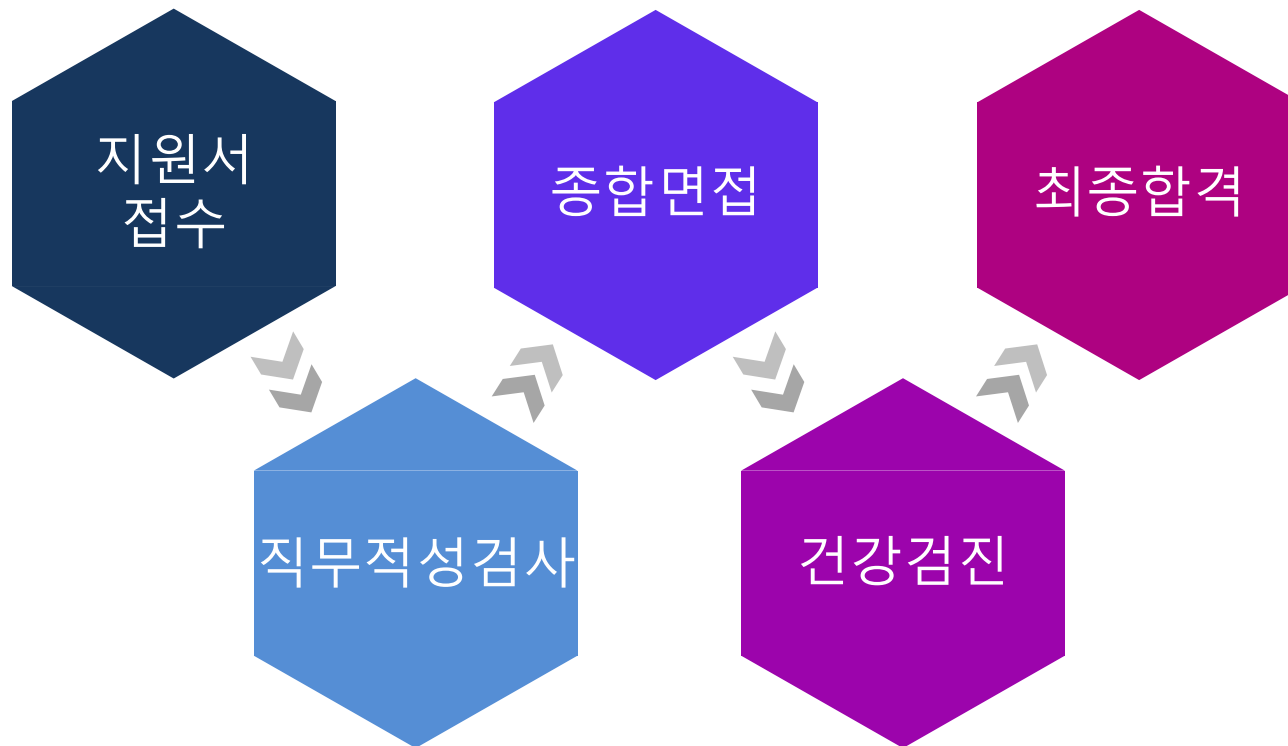 지원서
접수
직무적성검사
종합면접
건강검진
최종합격